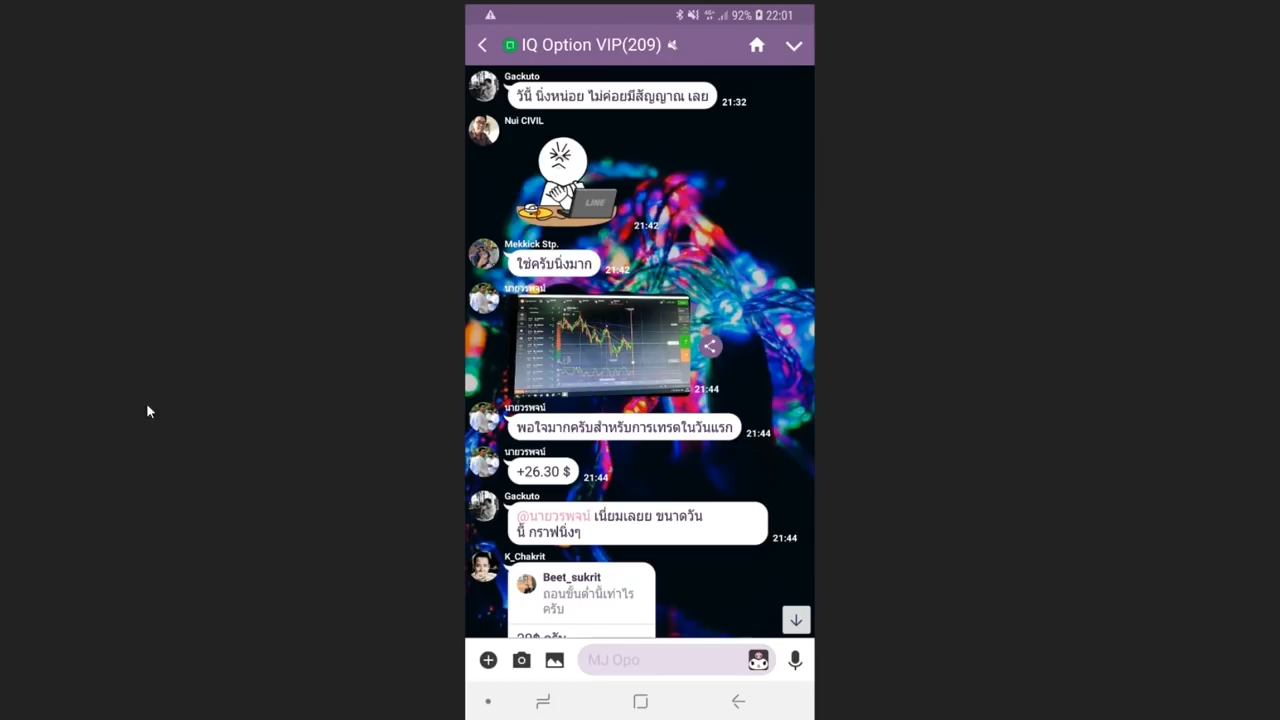 92% 22:01
IQ Option VIP(209)
Gackuto
วันี้ นิ่งหน่อย ไม่ค่อยมีสัญญาณ เลย
21:32
Nui CIVIL
LINE
21:42
Mekkick Stp.
ใช่ครับนิ่งมาก
21:42
นายวรพจน์
21:44
นายวรพจน์
พอใจมากครับสำหรับการเทรดในวันแรก
21:44
นายวรพจน์
+26.30 $
21:44
Gackuto
@นายวรพจน์ เนี่ยมเลยย ขนาดวัน
นี้ กราฟนิ่งๆ
21:44
K_Chakrit
Beet_sukrit
ถอนขั้นต่ำนี้เท่าไร
ครับ
MJ Opo